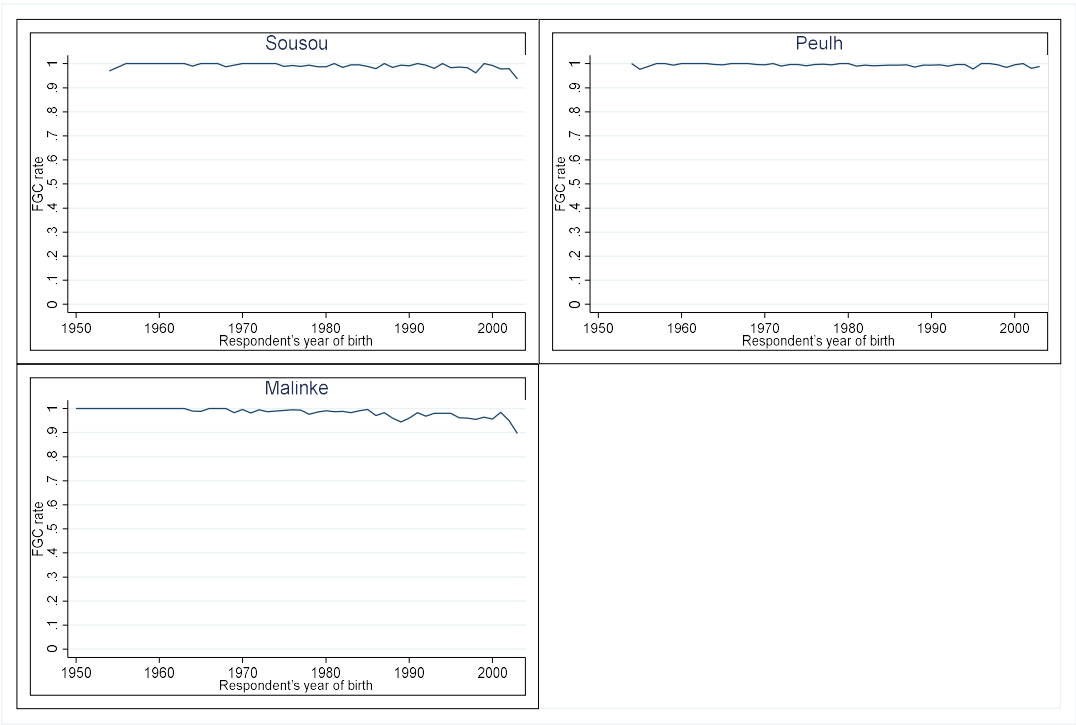 Sousou
FGC rate
1
.9
.8
.7
.6
.5
.4
.3
.2
.1
0
1950 1960 1970 1980 1990 2000
Respondent's year of birth
Peulh
FGC rate
1
.9
.8
.7
.6
.5
.4
.3
.2
.1
0
1950 1960 1970 1980 1990 2000
Respondent's year of birth
Malinke
FGC rate
1
.9
.8
.7
.6
.5
.4
.3
.2
.1
0
1950 1960 1970 1980 1990 2000
Respondent's year of birth